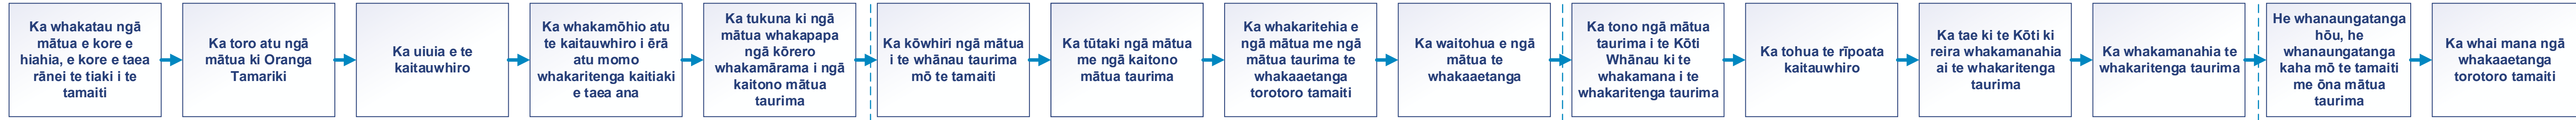 Ka whakatau ngā
mātua e kore e
hiahia, e kore e taea
rānei te tiaki i te
tamaiti
Ka toro atu ngā
mātua ki Oranga
Tamariki
Ka uiuia e te
kaitauwhiro
Ka whakamōhio atu
te kaitauwhiro i ērā
atu momo
whakaritenga kaitiaki
e taea ana
Ka tukuna ki ngā
mātua whakapapa
ngā kōrero
whakamārama i ngā
kaitono mātua
taurima
Ka kōwhiri ngā mātua
i te whānau taurima
mō te tamaiti
Ka tūtaki ngā mātua
me ngā kaitono
mātua taurima
Ka whakaritehia e
ngā mātua me ngā
mātua taurima te
whakaaetanga
torotoro tamaiti
Ka waitohua e ngā
mātua te
whakaaetanga
Ka tono ngā mātua
taurima i te Kōti
Whānau ki te
whakamana i te
whakaritenga taurima
Ka tohua te rīpoata
kaitauwhiro
Ka tae ki te Kōti ki
reira whakamanahia
ai te whakaritenga
taurima
Ka whakamanahia te
whakaritenga taurima
He whanaungatanga
hōu, he
whanaungatanga
kaha mō te tamaiti
me ōna mātua
taurima
Ka whai mana ngā
whakaaetanga
torotoro tamaiti